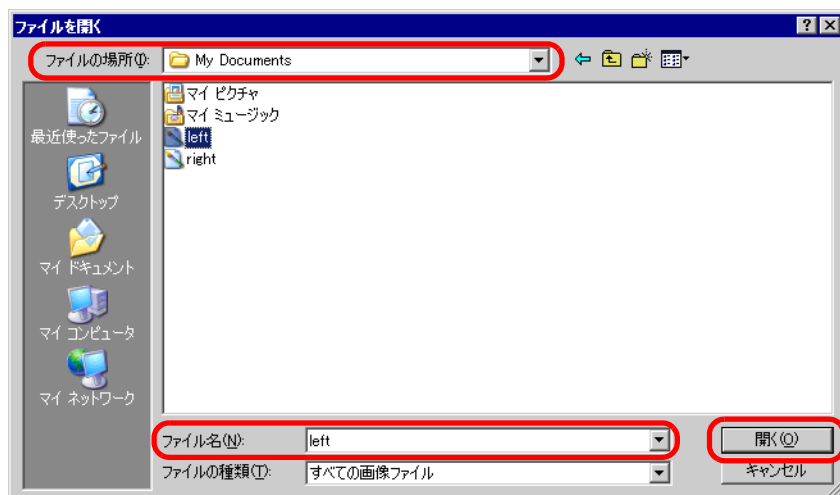 ファイルを開く
ファイルの場所(I): My Documents
最近使ったファイル
デスクトップ
マイ ドキュメント
マイ コンピュータ
マイ ネットワーク
マイ ピクチャ
マイ ミュージック
left
right
ファイル名(N): left 開く(O)
ファイルの種類(T): すべての画像ファイル キャンセル